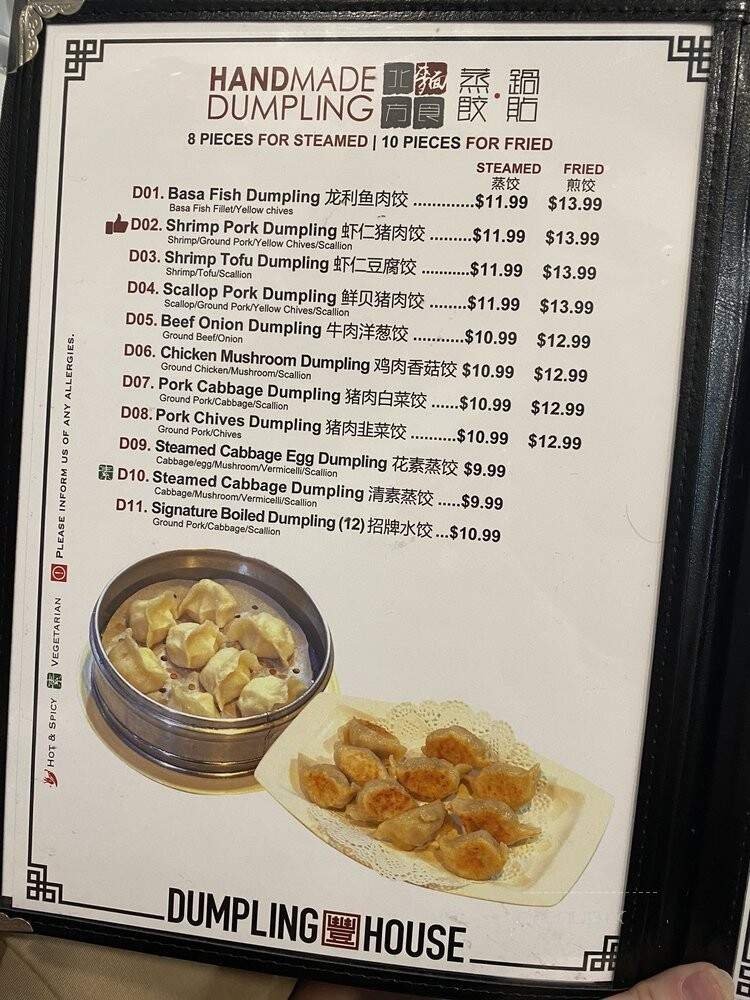 HANDMADE
DUMPLING
北方麵食
蒸餃·鍋貼
8 PIECES FOR STEAMED | 10 PIECES FOR FRIED
STEAMED FRIED
蒸饺 煎饺
D01. Basa Fish Dumpling 龙利鱼肉饺 .............$11.99 $13.99
Basa Fish Fillet/Yellow chives
D02. Shrimp Pork Dumpling 虾仁猪肉饺 .........$11.99 $13.99
Shrimp/Ground Pork/Yellow Chives/Scallion
D03. Shrimp Tofu Dumpling 虾仁豆腐饺 ...........$11.99 $13.99
Shrimp/Tofu/Scallion
D04. Scallop Pork Dumpling 鲜贝猪肉饺 ........$11.99 $13.99
Scallop/Ground Pork/Yellow Chives/Scallion
D05. Beef Onion Dumpling 牛肉洋葱饺 ............$10.99 $12.99
Ground Beef/Onion
D06. Chicken Mushroom Dumpling 鸡肉香菇饺 $10.99 $12.99
Ground Chicken/Mushroom/Scallion
D07. Pork Cabbage Dumpling 猪肉白菜饺 ......$10.99 $12.99
Ground Pork/Cabbage/Scallion
D08. Pork Chives Dumpling 猪肉韭菜饺 ..........$10.99 $12.99
Ground Pork/Chives
D09. Steamed Cabbage Egg Dumpling 花素蒸饺 $9.99
Cabbage/egg/Mushroom/Vermicelli/Scallion
素 D10. Steamed Cabbage Dumpling 清素蒸饺 .....$9.99
Cabbage/Mushroom/Vermicelli/Scallion
D11. Signature Boiled Dumpling (12) 招牌水饺 ...$10.99
Ground Pork/Cabbage/Scallion
HOT & SPICY 素 VEGETARIAN PLEASE INFORM US OF ANY ALLERGIES.
DUMPLING 豐 HOUSE